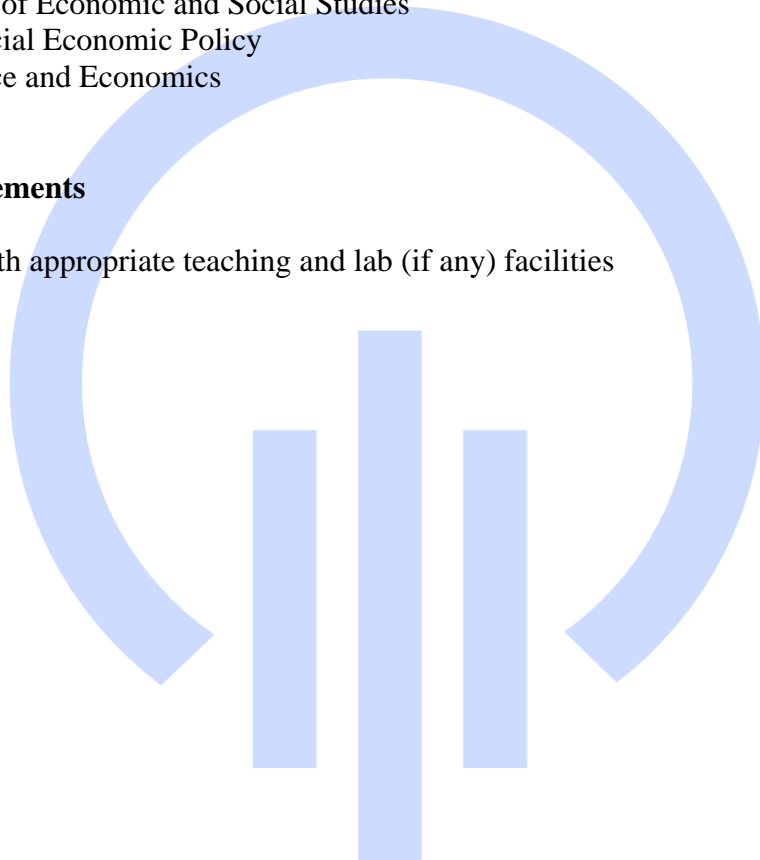 of Economic and Social Studies
cial Economic Policy
ce and Economics
ements
th appropriate teaching and lab (if any) facilities